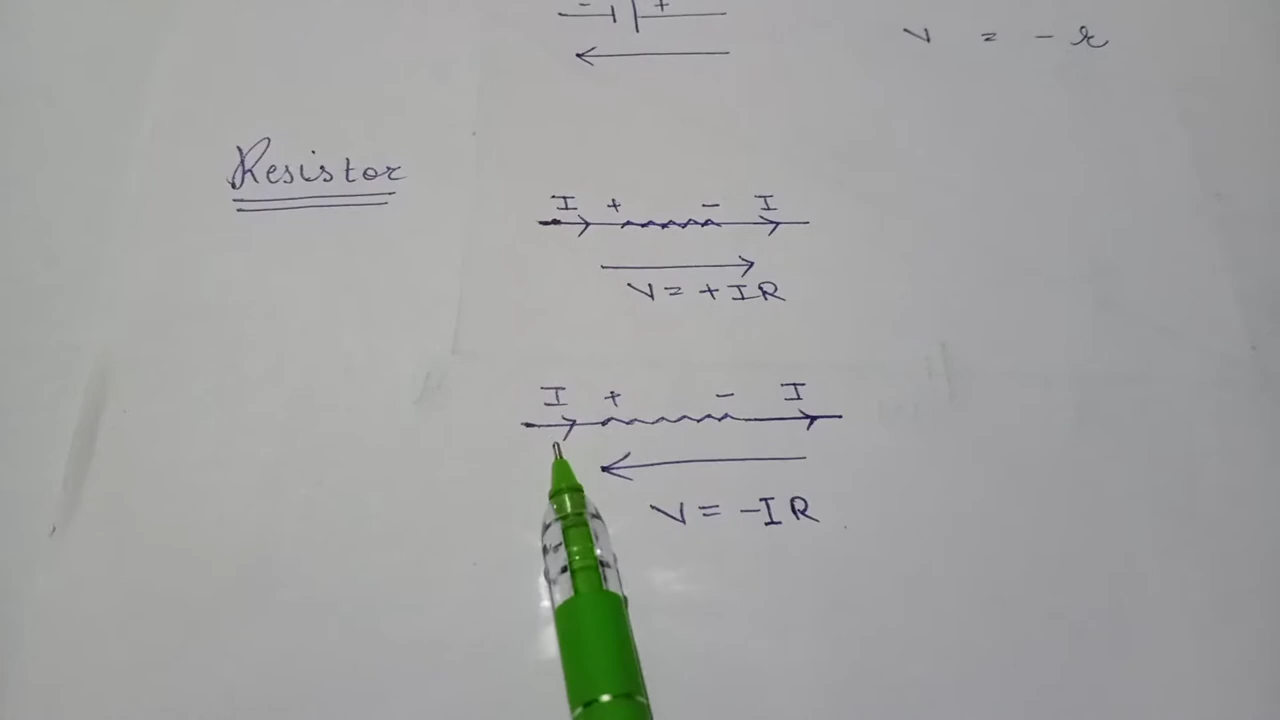 - +
V = - ɛ
Resistor
I + - I
V = +IR
I + - I
V = -IR